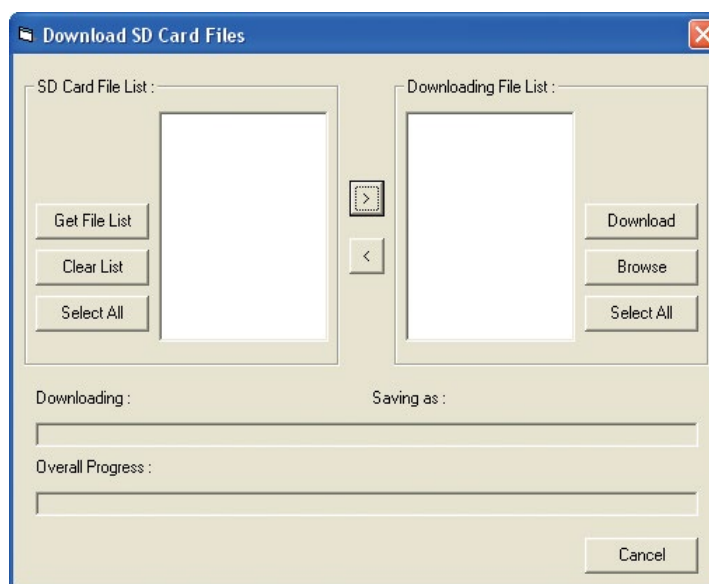 Download SD Card Files
SD Card File List :
Get File List
Clear List
Select All
>
<
Downloading File List :
Download
Browse
Select All
Downloading :
Saving as :
Overall Progress :
Cancel